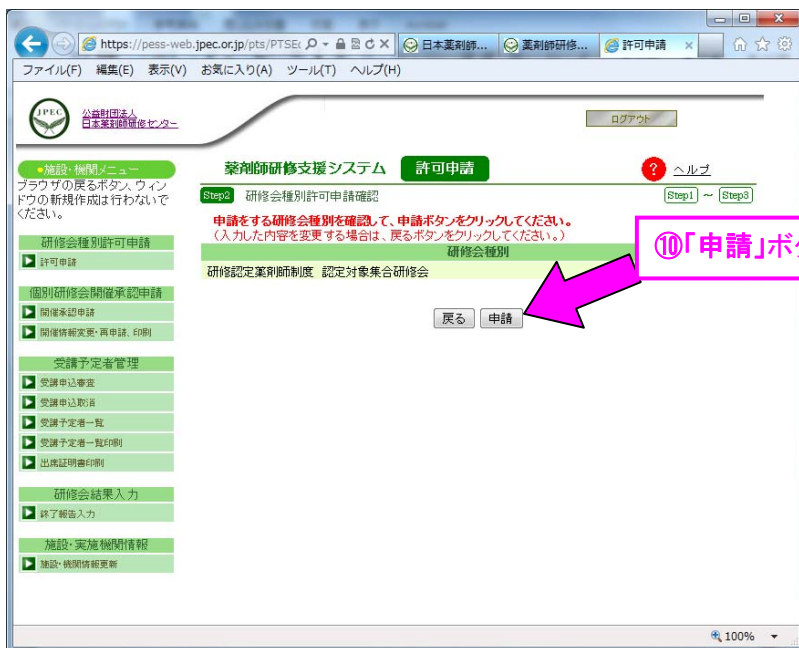 https://pess-web.jpec.or.jp/pts/PTSE
日本薬剤師...
薬剤師研修...
許可申請
ファイル(F) 編集(E) 表示(V) お気に入り(A) ツール(T) ヘルプ(H)
JPEC
公益財団法人
日本薬剤師研修センター
ログアウト
●施設・機関メニュー
ブラウザの戻るボタン、ウィン
ドウの新規作成は行わないで
ください。
薬剤師研修支援システム 許可申請
? ヘルプ
Step2 研修会種別許可申請確認
Step1 ~ Step3
申請をする研修会種別を確認して、申請ボタンをクリックしてください。
(入力した内容を変更する場合は、戻るボタンをクリックしてください。)
研修会種別
研修認定薬剤師制度 認定対象集合研修会
戻る 申請
⑩「申請」ボ
研修会種別許可申請
許可申請
個別研修会開催承認申請
開催承認申請
開催情報変更・再申請、印刷
受講予定者管理
受講申込審査
受講申込取消
受講予定者一覧
受講予定者一覧印刷
出席証明書印刷
研修会結果入力
終了報告入力
施設・実施機関情報
施設・機関情報更新
100%